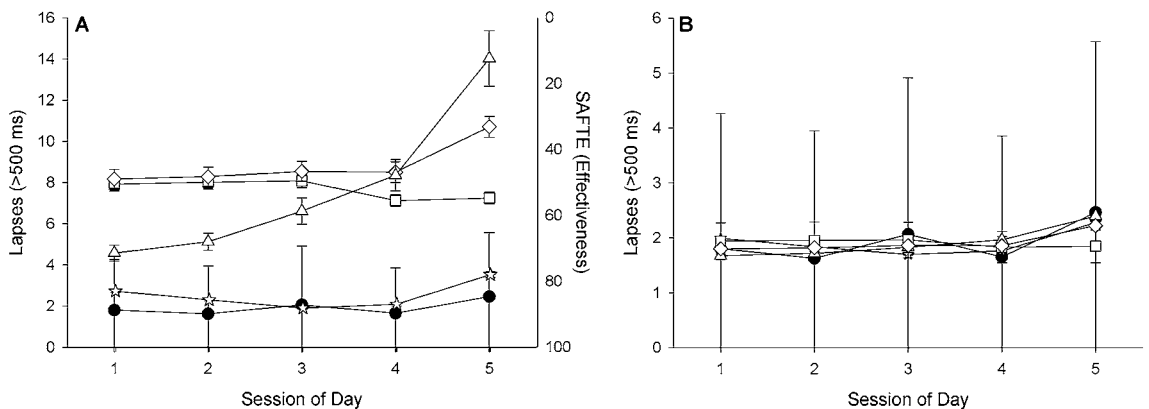 A
16
14
12
10
8
6
4
2
0
Lapses (>500 ms)
0
20
40
60
80
100
SAFTE (Effectiveness)
1 2 3 4 5
Session of Day
B
6
5
4
3
2
1
0
Lapses (>500 ms)
1 2 3 4 5
Session of Day